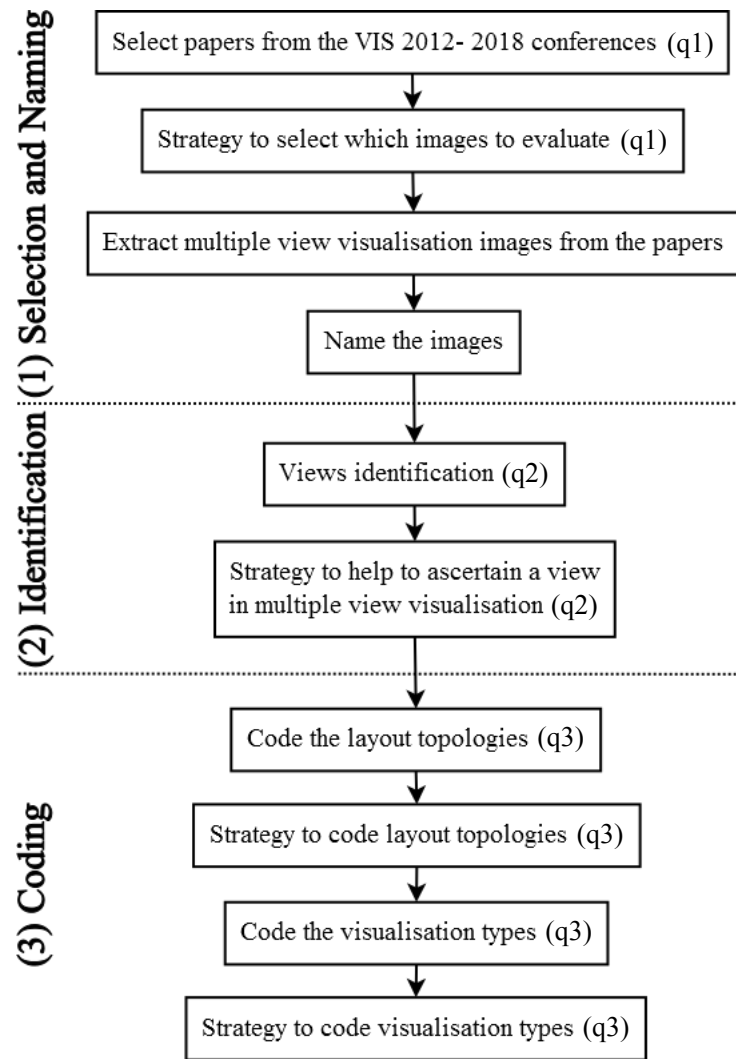 (1) Selection and Naming
Select papers from the VIS 2012- 2018 conferences (q1)
Strategy to select which images to evaluate (q1)
Extract multiple view visualisation images from the papers
Name the images
(2) Identification
Views identification (q2)
Strategy to help to ascertain a view
in multiple view visualisation (q2)
(3) Coding
Code the layout topologies (q3)
Strategy to code layout topologies (q3)
Code the visualisation types (q3)
Strategy to code visualisation types (q3)